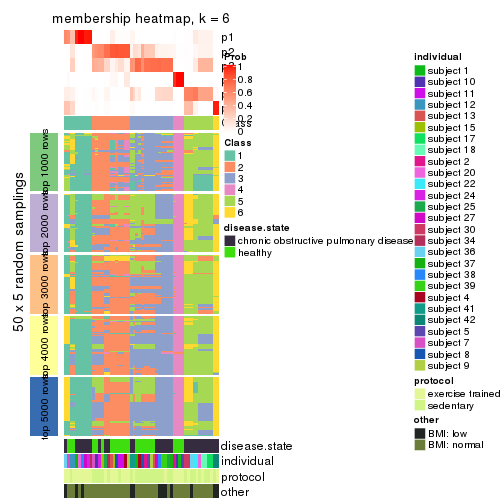 membership heatmap, k = 6
p1
p2
Prob
1
0.8
0.6
0.4
0.2
0
Class
1
2
3
4
5
6
disease.state
chronic obstructive pulmonary disease
healthy
50 x 5 random samplings
top 1000 rows
top 2000 rows
top 3000 rows
top 4000 rows
top 5000 rows
disease.state
individual
protocol
other
individual
subject 1
subject 10
subject 11
subject 12
subject 13
subject 15
subject 17
subject 18
subject 2
subject 20
subject 22
subject 24
subject 25
subject 27
subject 30
subject 34
subject 36
subject 37
subject 38
subject 39
subject 4
subject 41
subject 42
subject 5
subject 7
subject 8
subject 9
protocol
exercise trained
sedentary
other
BMI: low
BMI: normal